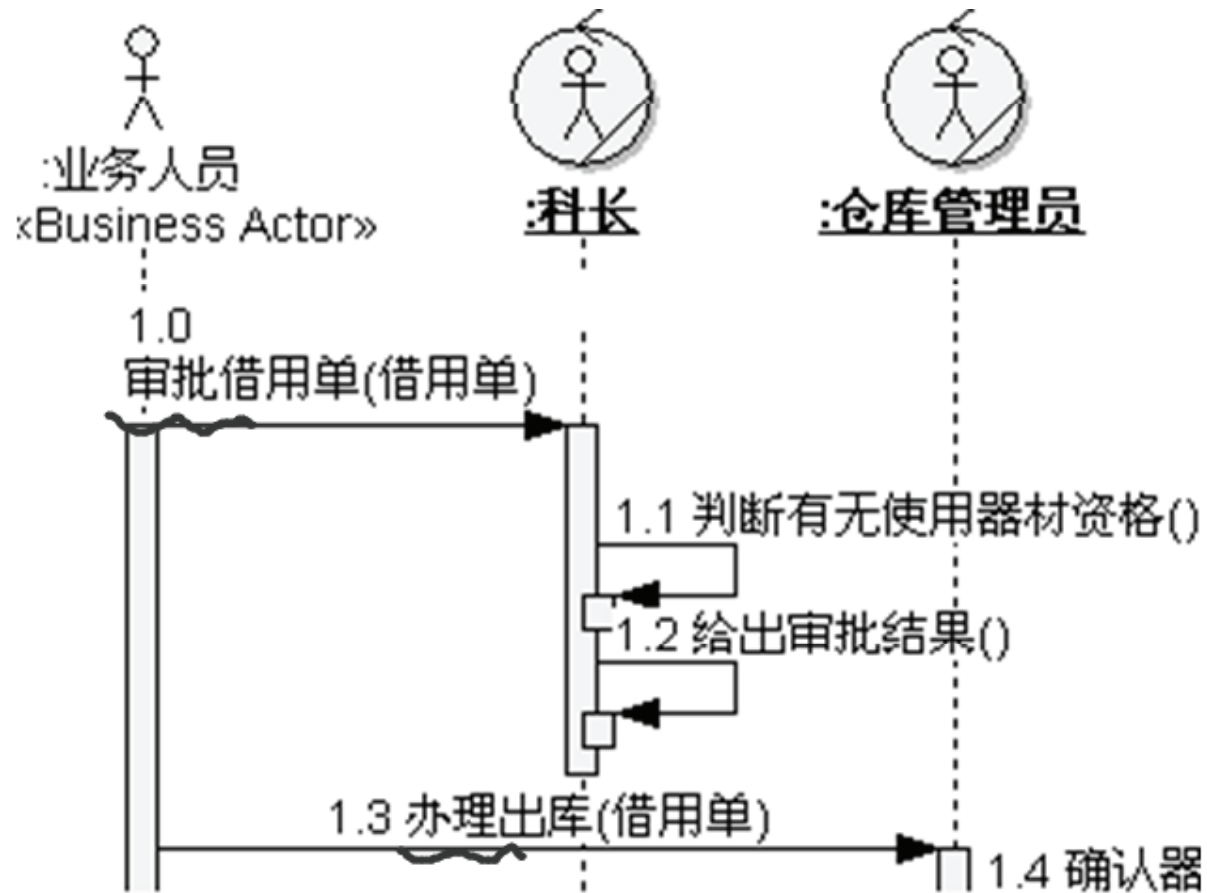 :业务人员
«Business Actor»
:科长
:仓库管理员
1.0
审批借用单(借用单)
1.1 判断有无使用器材资格()
1.2 给出审批结果()
1.3 办理出库(借用单)
1.4 确认器